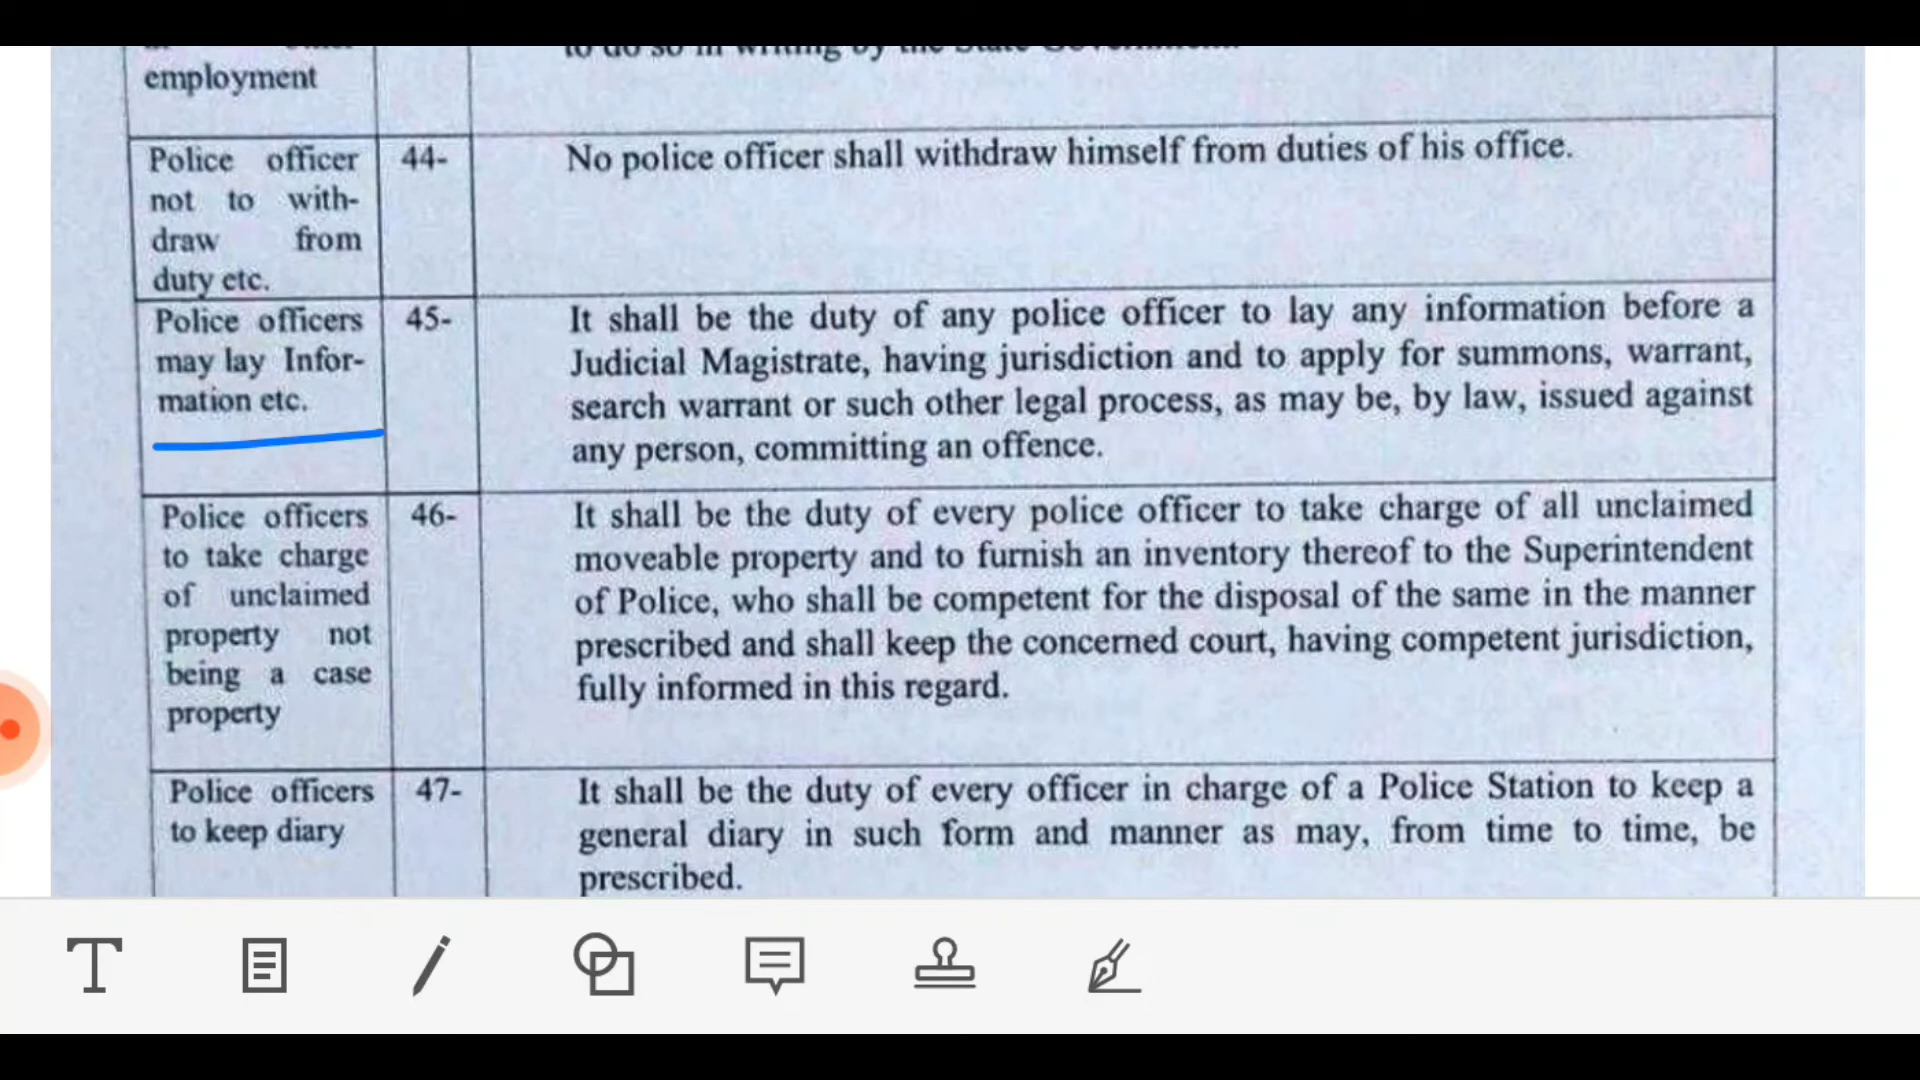 employment
to do so in writing by the State Government.
Police officer
not to with-
draw from
duty etc.
44-
No police officer shall withdraw himself from duties of his office.
Police officers
may lay Infor-
mation etc.
45-
It shall be the duty of any police officer to lay any information before a
Judicial Magistrate, having jurisdiction and to apply for summons, warrant,
search warrant or such other legal process, as may be, by law, issued against
any person, committing an offence.
Police officers
to take charge
of unclaimed
property not
being a case
property
46-
It shall be the duty of every police officer to take charge of all unclaimed
moveable property and to furnish an inventory thereof to the Superintendent
of Police, who shall be competent for the disposal of the same in the manner
prescribed and shall keep the concerned court, having competent jurisdiction,
fully informed in this regard.
Police officers
to keep diary
47-
It shall be the duty of every officer in charge of a Police Station to keep a
general diary in such form and manner as may, from time to time, be
prescribed.
T